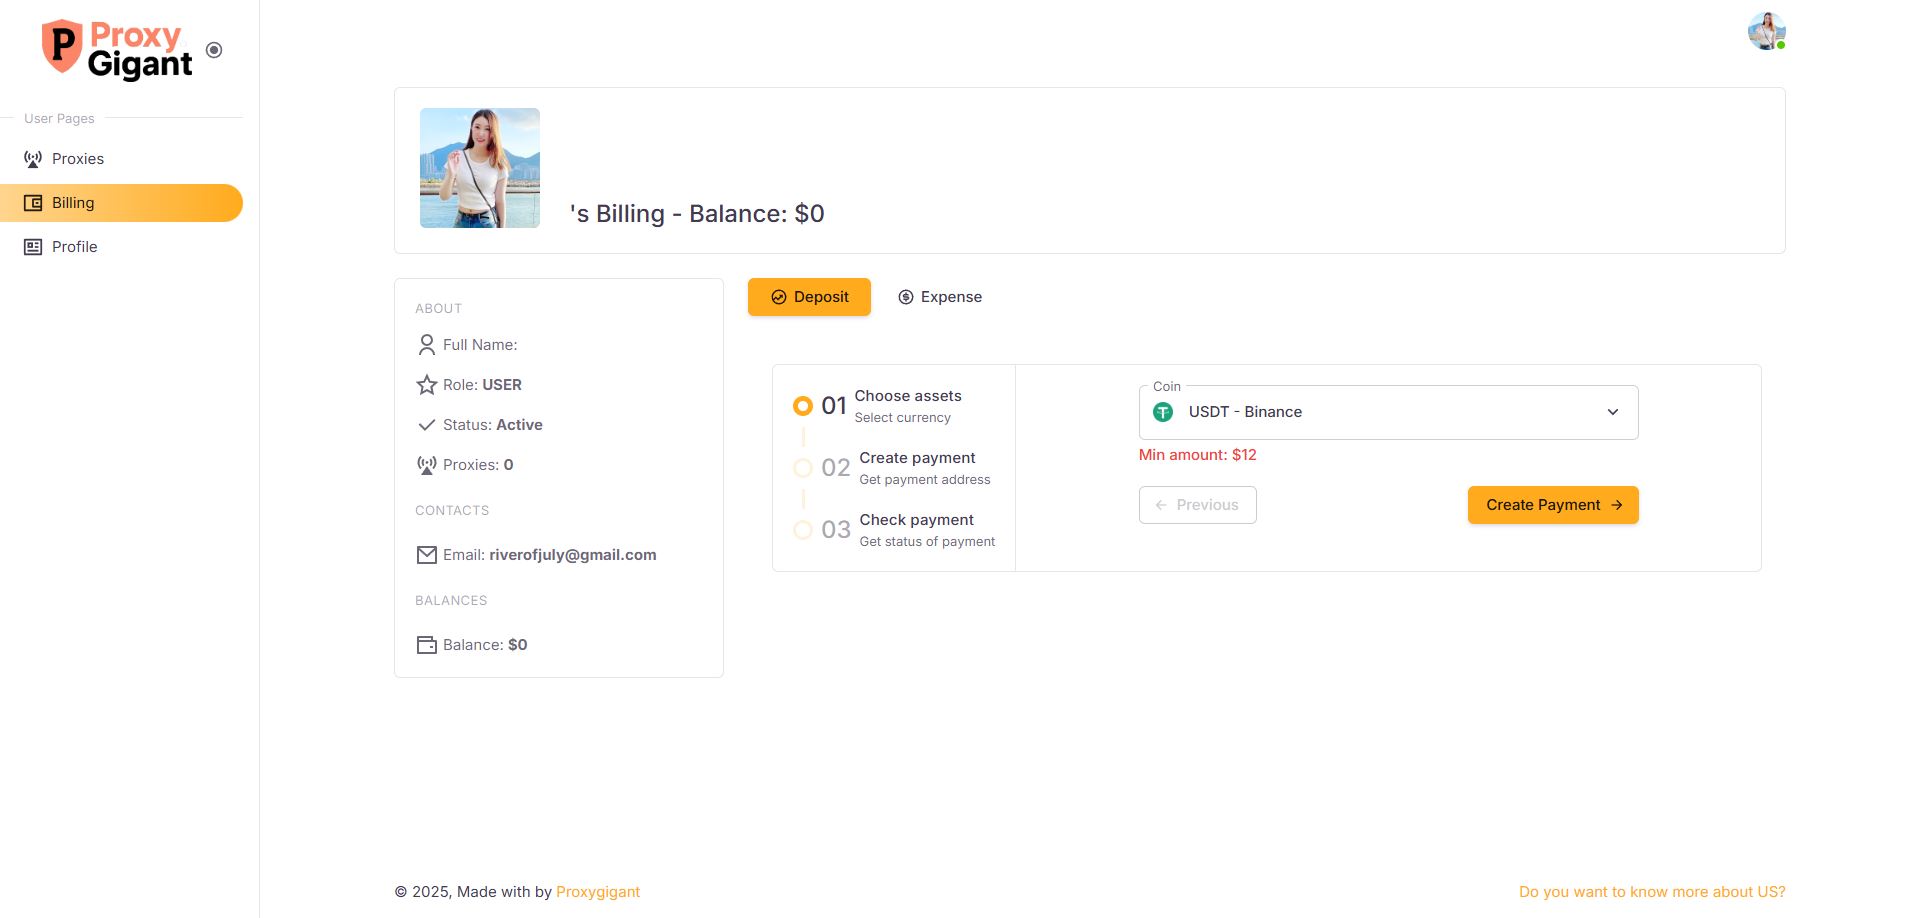 Proxy
Gigant
User Pages
Proxies
Billing
Profile
's Billing - Balance: $0
ABOUT
Full Name:
Role: USER
Status: Active
Proxies: 0
CONTACTS
Email: riverofjuly@gmail.com
BALANCES
Balance: $0
Deposit
Expense
01
Choose assets
Select currency
02
Create payment
Get payment address
03
Check payment
Get status of payment
Coin
USDT - Binance
Min amount: $12
Previous
Create Payment
© 2025, Made with by Proxygigant
Do you want to know more about US?